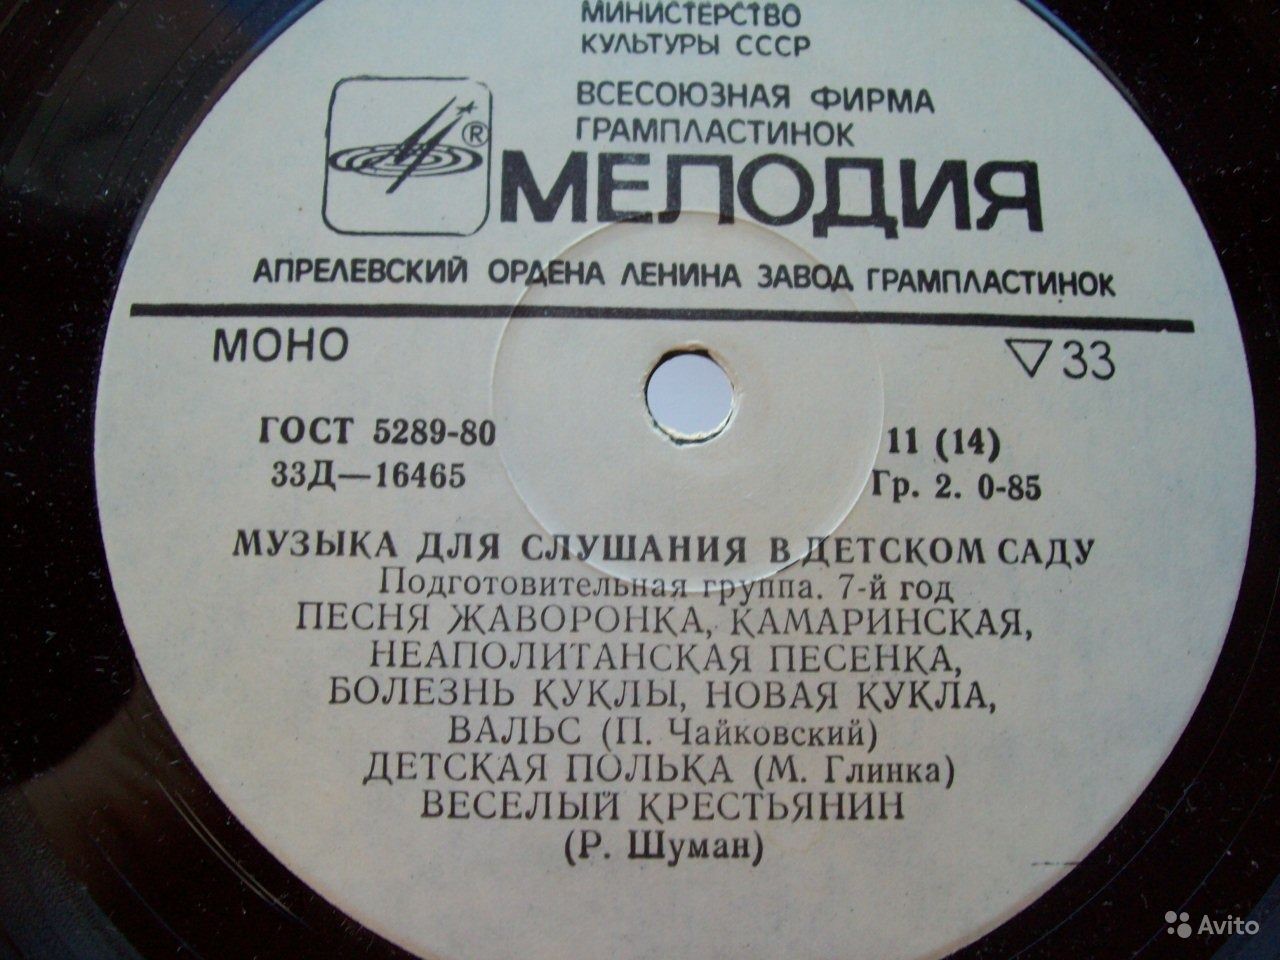 МИНИСТЕРСТВО
КУЛЬТУРЫ СССР
ВСЕСОЮЗНАЯ ФИРМА
ГРАМПЛАСТИНОК
®
МЕЛОДИЯ
АПРЕЛЕВСКИЙ ОРДЕНА ЛЕНИНА ЗАВОД ГРАМПЛАСТИНОК
МОНО
▽33
ГОСТ 5289-80
11 (14)
33Д—16465
Гр. 2. 0-85
МУЗЫКА ДЛЯ СЛУШАНИЯ В ДЕТСКОМ САДУ
Подготовительная группа. 7-й год
ПЕСНЯ ЖАВОРОНКА, КАМАРИНСКАЯ,
НЕАПОЛИТАНСКАЯ ПЕСЕНКА,
БОЛЕЗНЬ КУКЛЫ, НОВАЯ КУКЛА,
ВАЛЬС (П. Чайковский)
ДЕТСКАЯ ПОЛЬКА (М. Глинка)
ВЕСЕЛЫЙ КРЕСТЬЯНИН
(Р. Шуман)
Avito